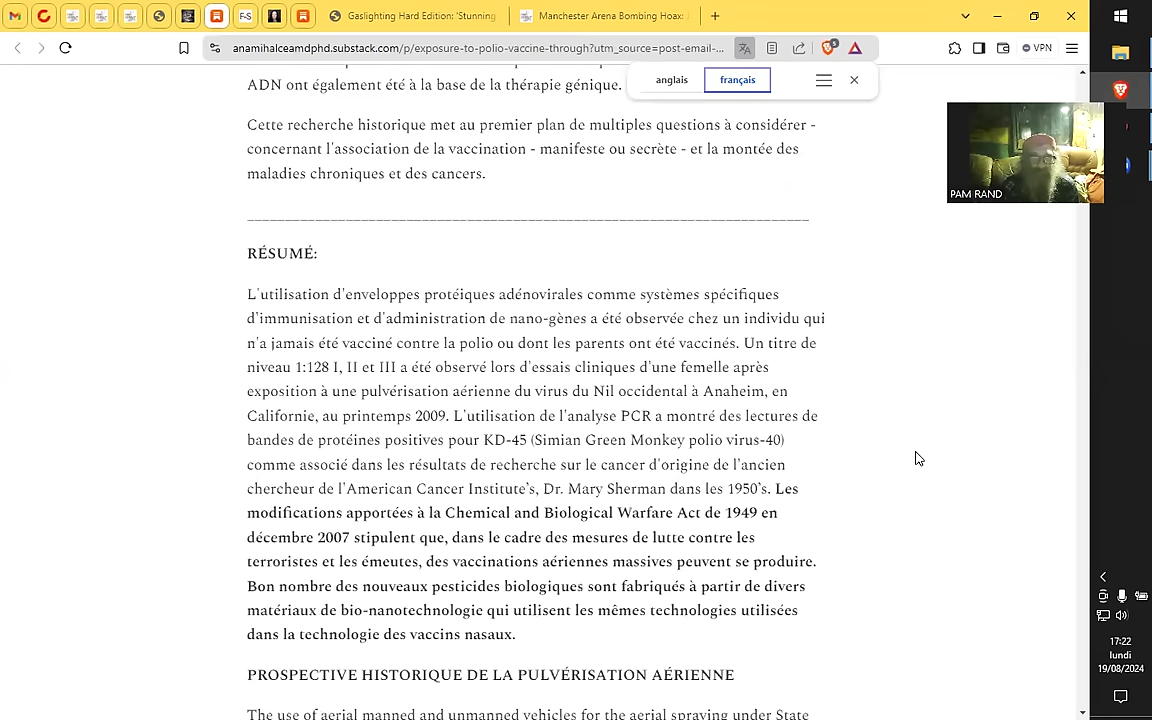 Gaslighting Hard Edition: 'Stunning
Manchester Arena Bombing Hoax:
anamihalceamdphd.substack.com/p/exposure-to-polio-vaccine-through?utm_source=post-email-...
5
VPN
anglais
français
ADN ont également été à la base de la thérapie génique.
Cette recherche historique met au premier plan de multiples questions à considérer -
concernant l'association de la vaccination - manifeste ou secrète - et la montée des
maladies chroniques et des cancers.
PAM RAND
RÉSUMÉ:
L'utilisation d'enveloppes protéiques adénovirales comme systèmes spécifiques
d'immunisation et d'administration de nano-gènes a été observée chez un individu qui
n'a jamais été vacciné contre la polio ou dont les parents ont été vaccinés. Un titre de
niveau 1:128 I, II et III a été observé lors d'essais cliniques d'une femelle après
exposition à une pulvérisation aérienne du virus du Nil occidental à Anaheim, en
Californie, au printemps 2009. L'utilisation de l'analyse PCR a montré des lectures de
bandes de protéines positives pour KD-45 (Simian Green Monkey polio virus-40)
comme associé dans les résultats de recherche sur le cancer d'origine de l'ancien
chercheur de l'American Cancer Institute's, Dr. Mary Sherman dans les 1950's. Les
modifications apportées à la Chemical and Biological Warfare Act de 1949 en
décembre 2007 stipulent que, dans le cadre des mesures de lutte contre les
terroristes et les émeutes, des vaccinations aériennes massives peuvent se produire.
Bon nombre des nouveaux pesticides biologiques sont fabriqués à partir de divers
matériaux de bio-nanotechnologie qui utilisent les mêmes technologies utilisées
dans la technologie des vaccins nasaux.
PROSPECTIVE HISTORIQUE DE LA PULVÉRISATION AÉRIENNE
The use of aerial manned and unmanned vehicles for the aerial spraying under State
17:22
lundi
19/08/2024